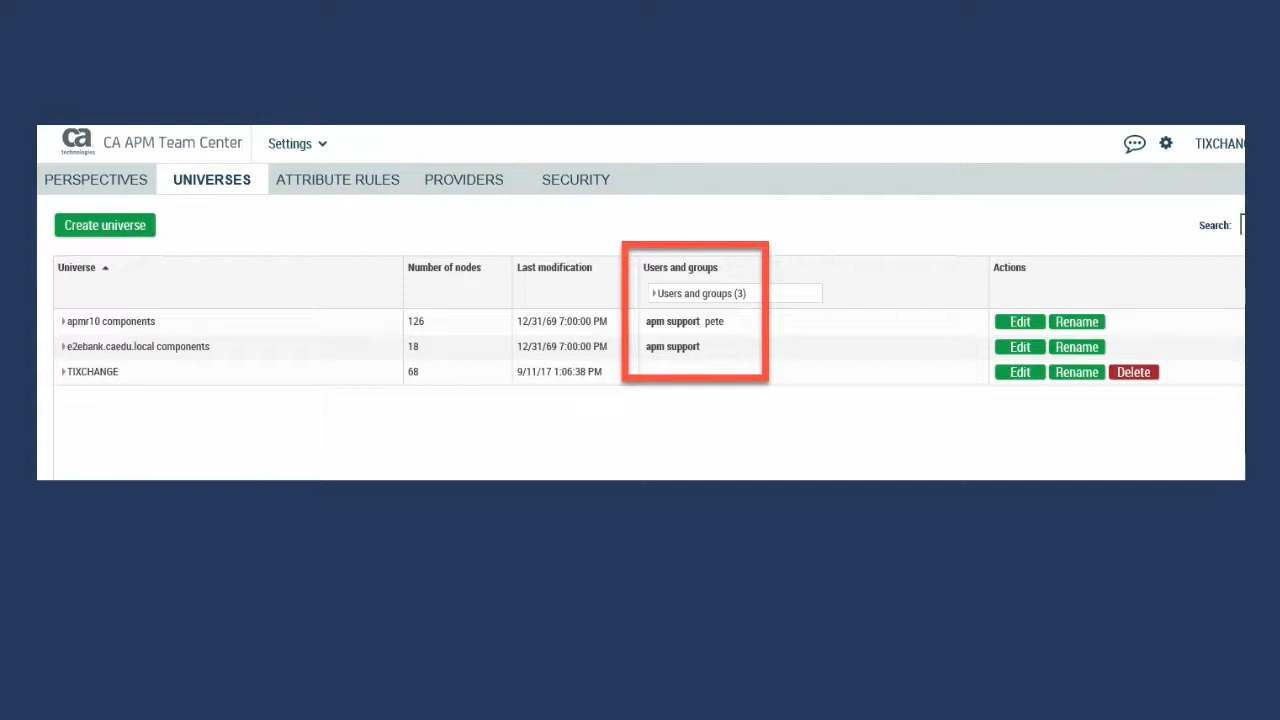 ca technologies CA APM Team Center Settings TIXCHANG
PERSPECTIVES UNIVERSES ATTRIBUTE RULES PROVIDERS SECURITY
Create universe Search:
Universe Number of nodes Last modification Users and groups Actions
Users and groups (3)
apmr10 components 126 12/31/69 7:00:00 PM apm support pete Edit Rename
e2ebank.caedu.local components 18 12/31/69 7:00:00 PM apm support Edit Rename
TIXCHANGE 68 9/11/17 1:06:38 PM Edit Rename Delete